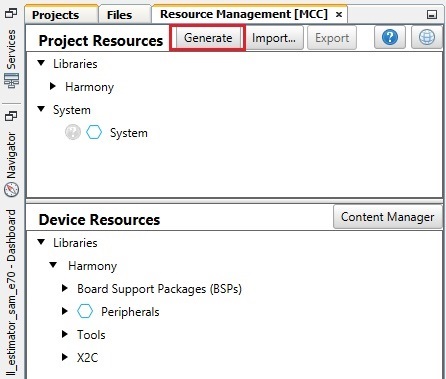 Projects Files Resource Management [MCC] ×
Project Resources Generate Import... Export ?
Libraries
Harmony
System
? System
Device Resources Content Manager
Libraries
Harmony
Board Support Packages (BSPs)
Peripherals
Tools
X2C
Services
Navigator
ll_estimator_sam_e70 - Dashboard